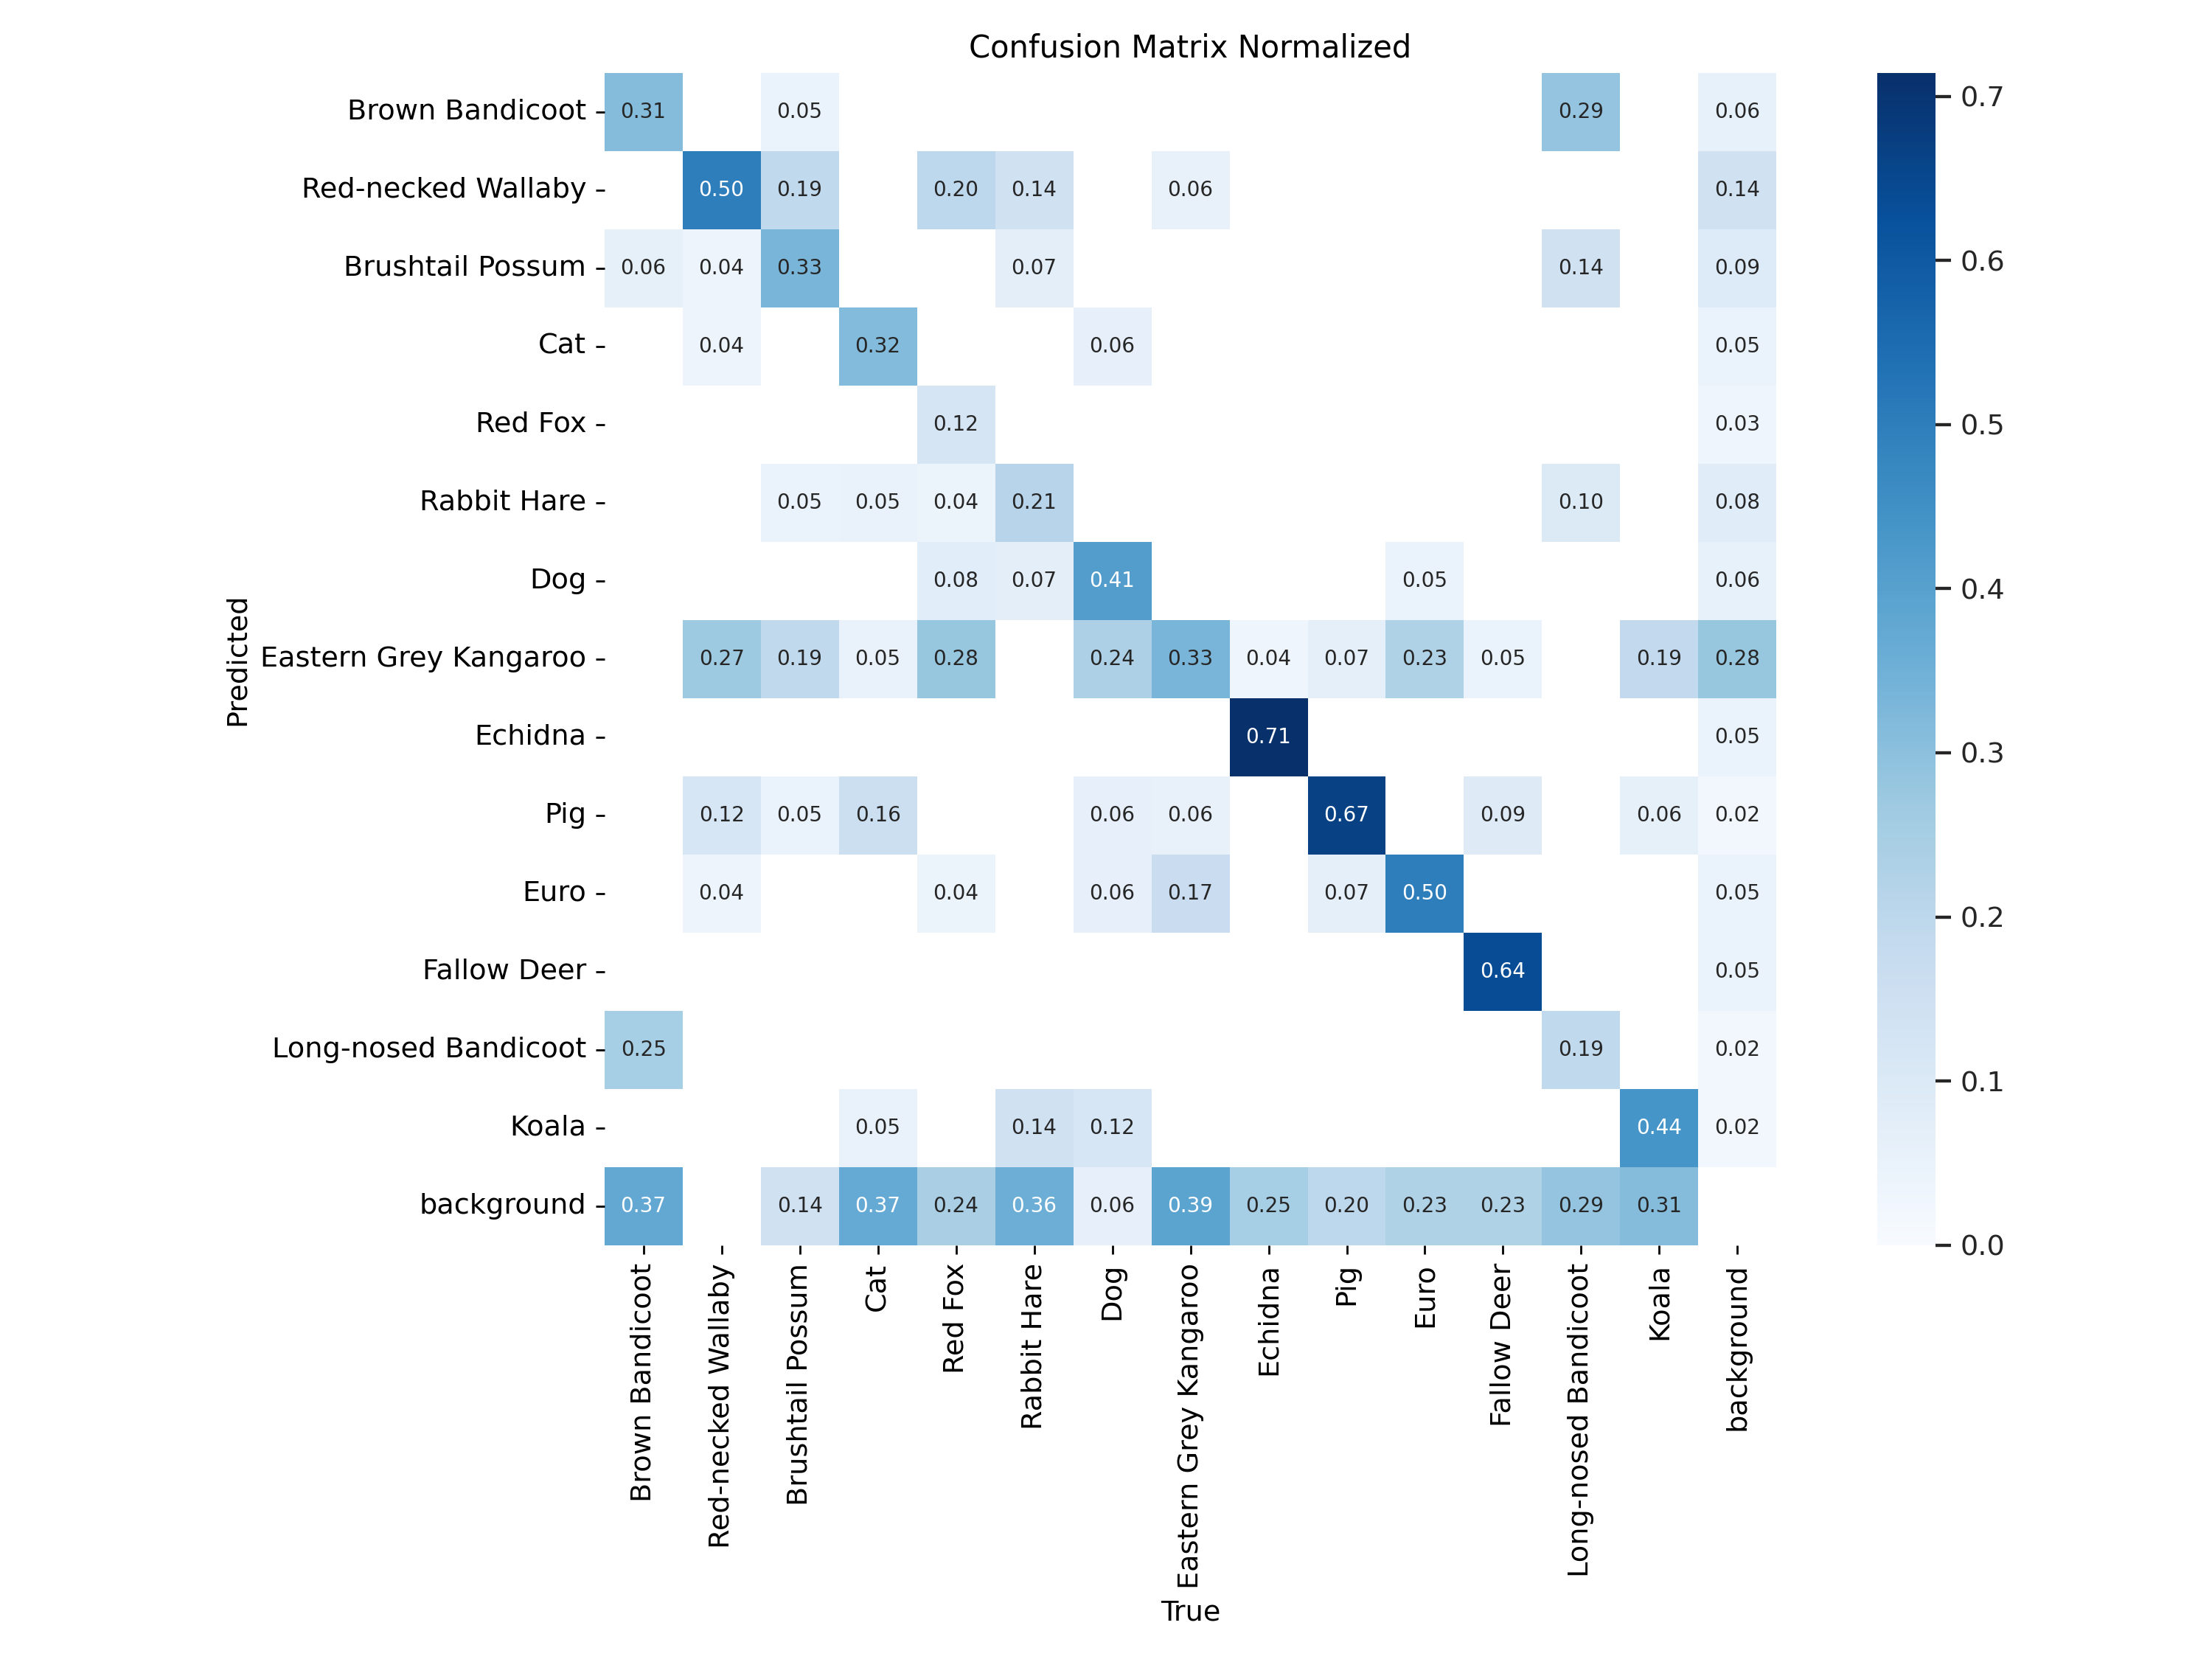 Confusion Matrix Normalized
Predicted
Brown Bandicoot 0.31 0.05 0.29 0.06
Red-necked Wallaby 0.50 0.19 0.20 0.14 0.06 0.14
Brushtail Possum 0.06 0.04 0.33 0.07 0.14 0.09
Cat 0.04 0.32 0.06 0.05
Red Fox 0.12 0.03
Rabbit Hare 0.05 0.05 0.04 0.21 0.10 0.08
Dog 0.08 0.07 0.41 0.05 0.06
Eastern Grey Kangaroo 0.27 0.19 0.05 0.28 0.24 0.33 0.04 0.07 0.23 0.05 0.19 0.28
Echidna 0.71 0.05
Pig 0.12 0.05 0.16 0.06 0.06 0.67 0.09 0.06 0.02
Euro 0.04 0.04 0.06 0.17 0.07 0.50 0.05
Fallow Deer 0.64 0.05
Long-nosed Bandicoot 0.25 0.19 0.02
Koala 0.05 0.14 0.12 0.44 0.02
background 0.37 0.14 0.37 0.24 0.36 0.06 0.39 0.25 0.20 0.23 0.23 0.29 0.31
Brown Bandicoot
Red-necked Wallaby
Brushtail Possum
Cat
Red Fox
Rabbit Hare
Dog
Eastern Grey Kangaroo
Echidna
Pig
Euro
Fallow Deer
Long-nosed Bandicoot
Koala
background
True
0.7
0.6
0.5
0.4
0.3
0.2
0.1
0.0